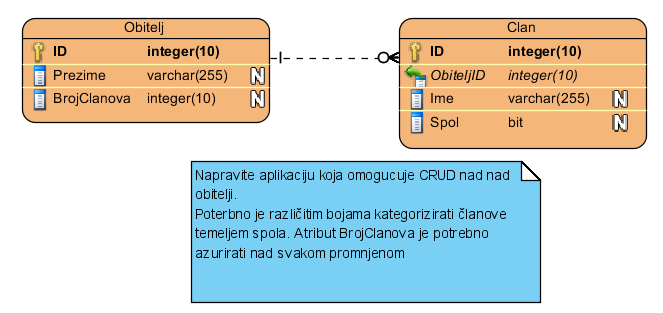 Obitelj
ID integer(10)
Prezime varchar(255) N
BrojClanova integer(10) N
Clan
ID integer(10)
ObiteljID integer(10)
Ime varchar(255) N
Spol bit N
Napravite aplikaciju koja omogucuje CRUD nad nad
obitelji.
Poterbno je različitim bojama kategorizirati članove
temeljem spola. Atribut BrojClanova je potrebno
azurirati nad svakom promnjenom